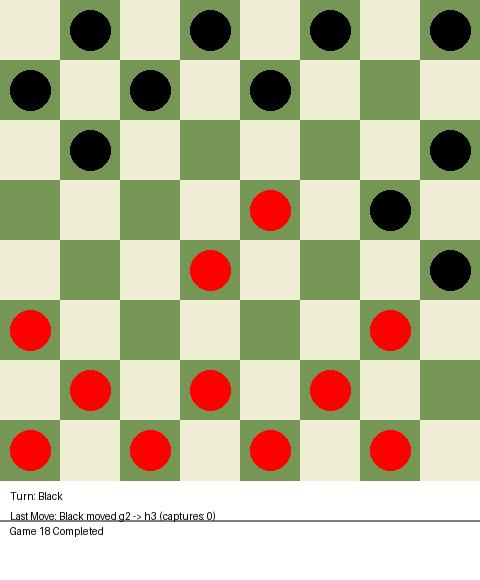 Turn: Black
Last Move: Black moved g2 -> h3 (captures: 0)
Game 18 Completed